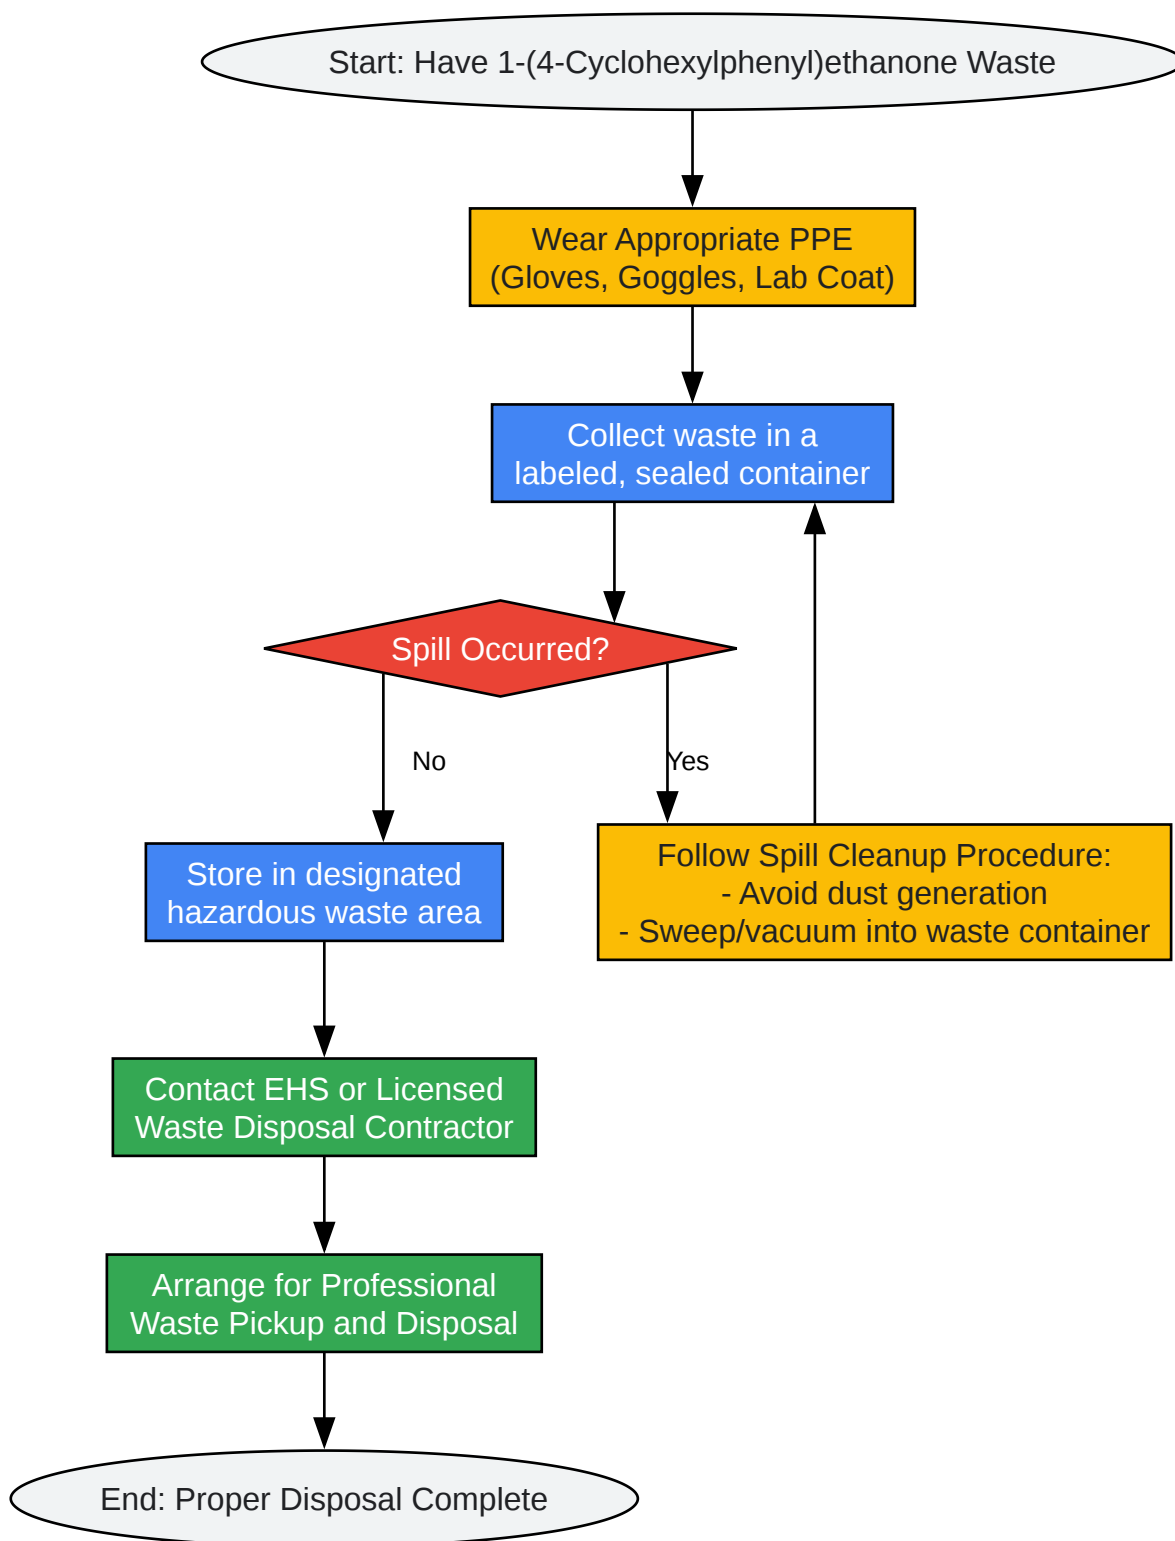 Start: Have 1-(4-Cyclohexylphenyl)ethanone Waste
Wear Appropriate PPE
(Gloves, Goggles, Lab Coat)
Collect waste in a
labeled, sealed container
Spill Occurred?
No
Yes
Store in designated
hazardous waste area
Follow Spill Cleanup Procedure:
- Avoid dust generation
- Sweep/vacuum into waste container
Contact EHS or Licensed
Waste Disposal Contractor
Arrange for Professional
Waste Pickup and Disposal
End: Proper Disposal Complete